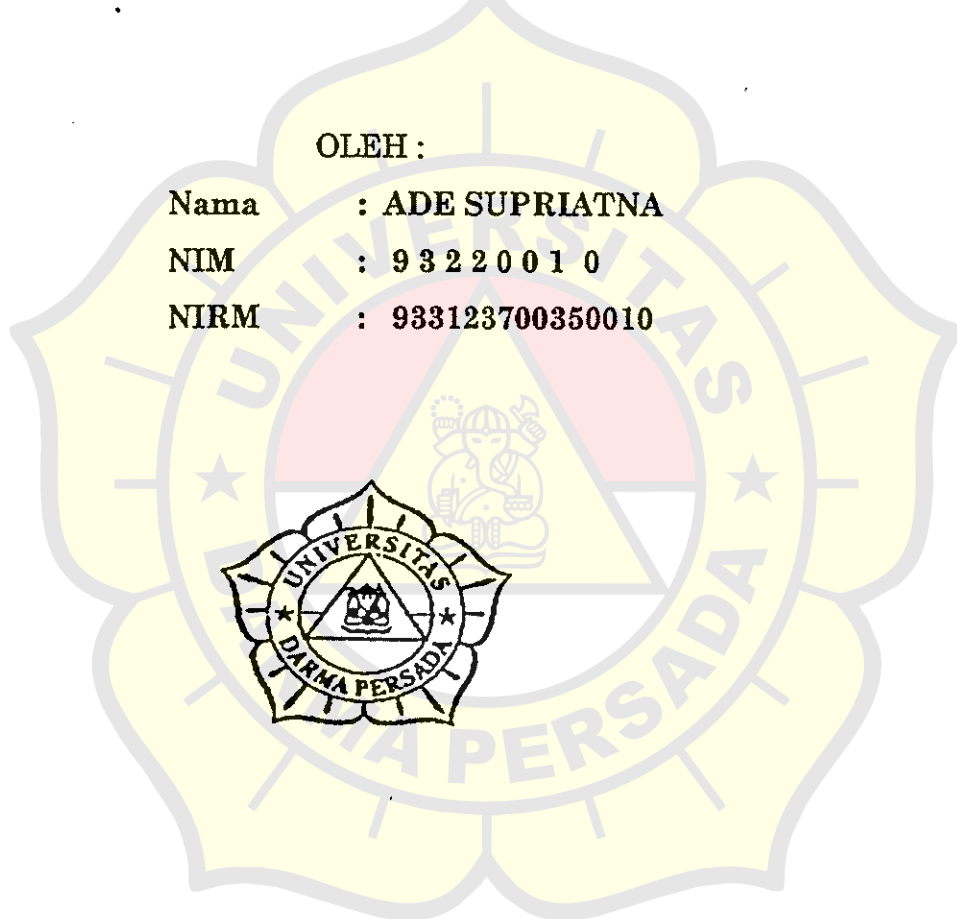 OLEH :
Nama : ADE SUPRIATNA
NIM : 9 3 2 2 0 0 1 0
NIRM : 933123700350010
UNIVERSITAS
DARMA PERSADA
UNIVERSITAS
DARMA PERSADA